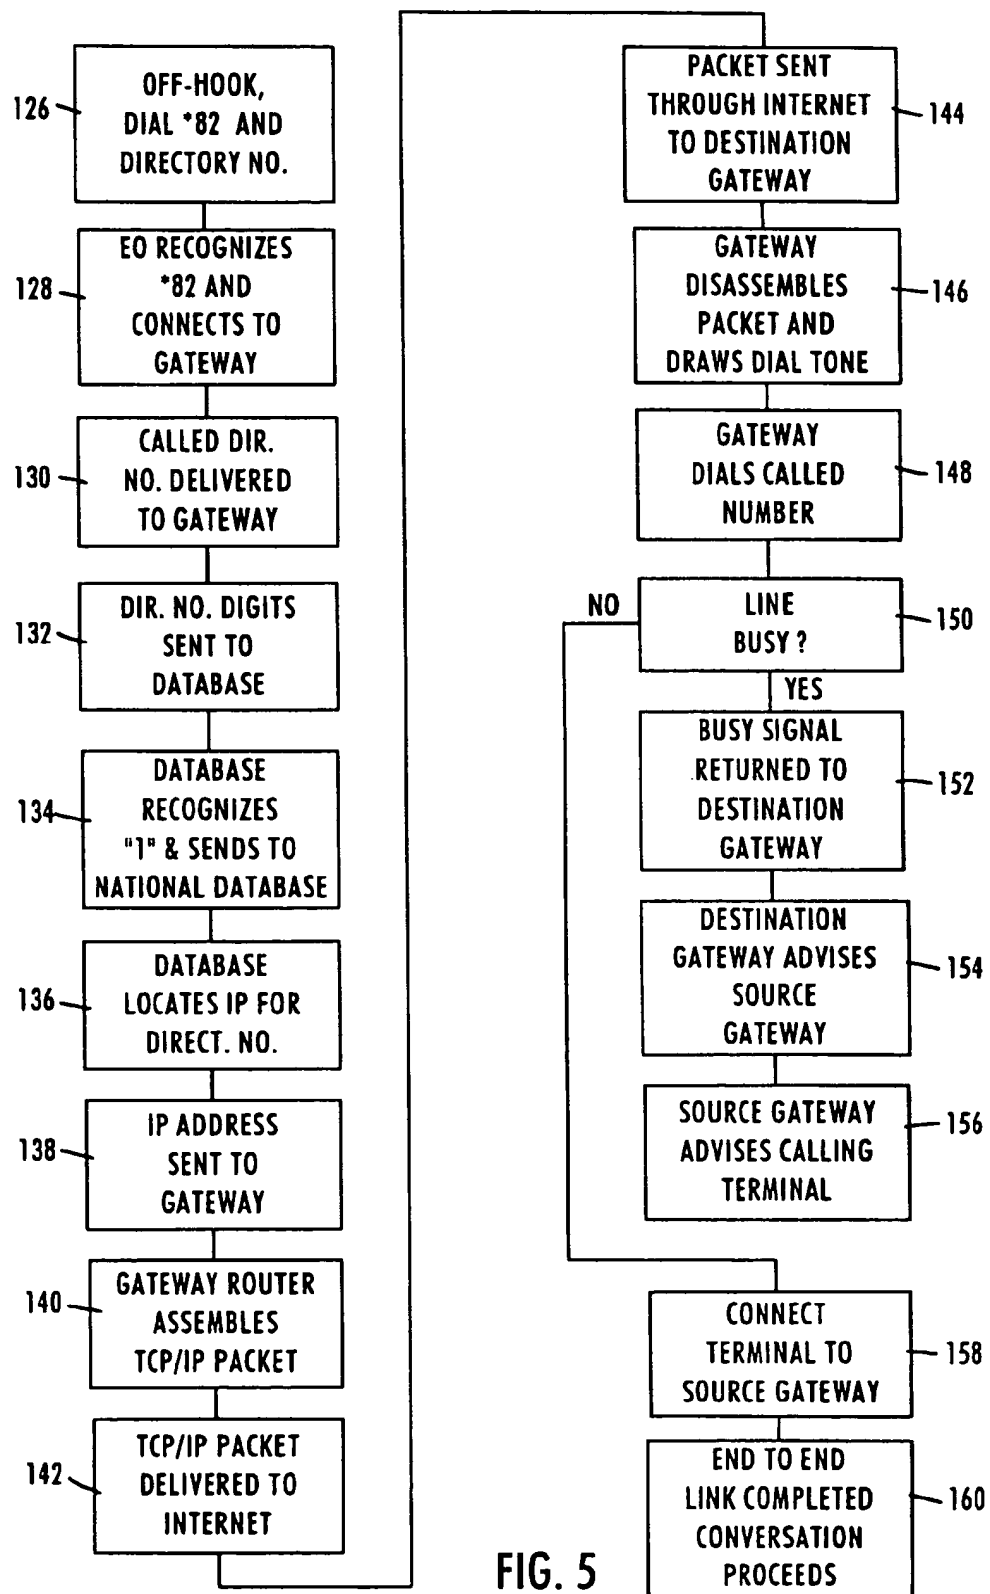 126
OFF-HOOK,
DIAL *82 AND
DIRECTORY NO.
128
EO RECOGNIZES
*82 AND
CONNECTS TO
GATEWAY
130
CALLED DIR.
NO. DELIVERED
TO GATEWAY
132
DIR. NO. DIGITS
SENT TO
DATABASE
134
DATABASE
RECOGNIZES
"1" & SENDS TO
NATIONAL DATABASE
136
DATABASE
LOCATES IP FOR
DIRECT. NO.
138
IP ADDRESS
SENT TO
GATEWAY
140
GATEWAY ROUTER
ASSEMBLES
TCP/IP PACKET
142
TCP/IP PACKET
DELIVERED TO
INTERNET
PACKET SENT
THROUGH INTERNET
TO DESTINATION
GATEWAY
144
GATEWAY
DISASSEMBLES
PACKET AND
DRAWS DIAL TONE
146
GATEWAY
DIALS CALLED
NUMBER
148
NO
LINE
BUSY ?
150
YES
BUSY SIGNAL
RETURNED TO
DESTINATION
GATEWAY
152
DESTINATION
GATEWAY ADVISES
SOURCE
GATEWAY
154
SOURCE GATEWAY
ADVISES CALLING
TERMINAL
156
CONNECT
TERMINAL TO
SOURCE GATEWAY
158
END TO END
LINK COMPLETED
CONVERSATION
PROCEEDS
160
FIG. 5